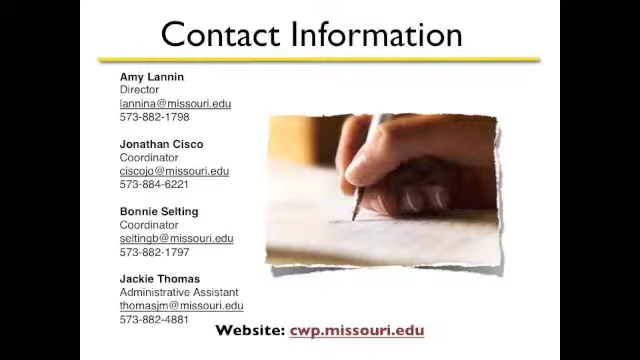 Contact Information
Amy Lannin
Director
lannina@missouri.edu
573-882-1798
Jonathan Cisco
Coordinator
ciscojo@missouri.edu
573-884-6221
Bonnie Selting
Coordinator
seltingb@missouri.edu
573-882-1797
Jackie Thomas
Administrative Assistant
thomasjm@missouri.edu
573-882-4881
Website: cwp.missouri.edu